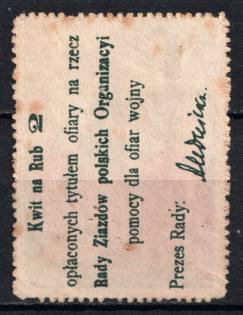 Kwit na Rub 2
opłaconych tytułem ofiary na rzecz
Rady Zjazdów polskich Organizacyi
pomocy dla ofiar wojny
Prezes Rady: